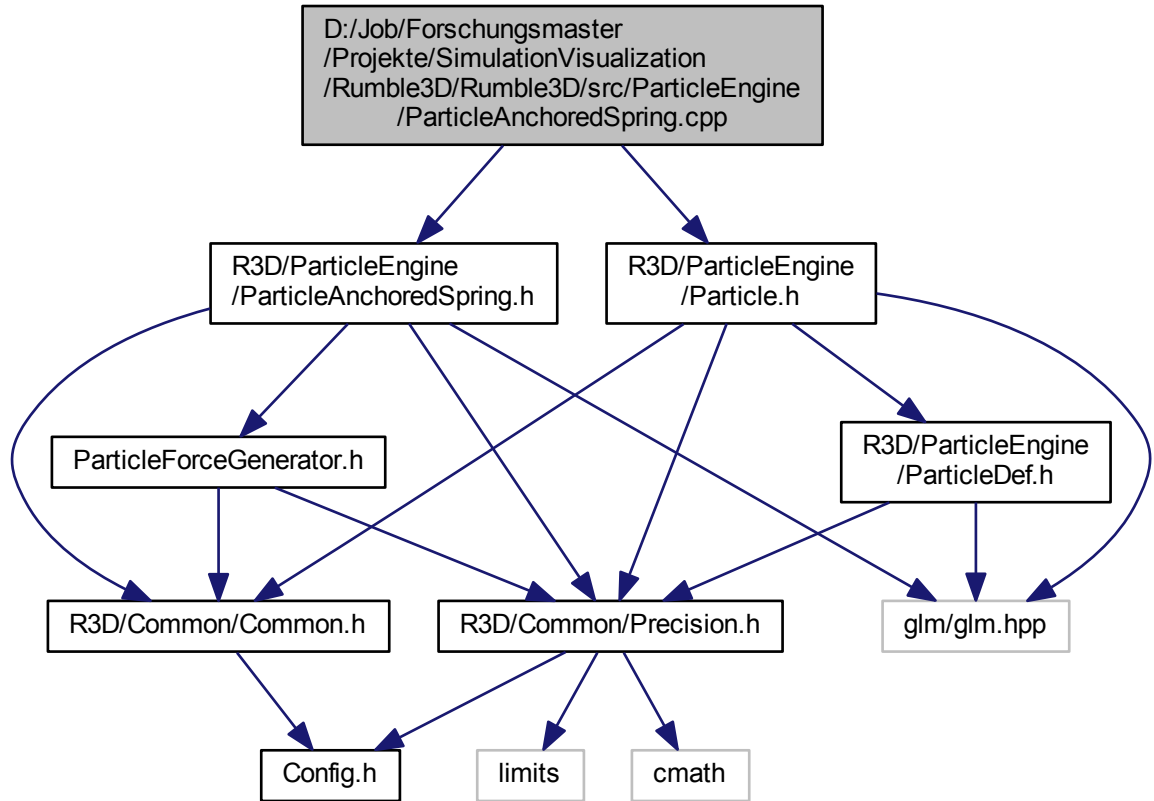 D:/Job/Forschungsmaster
/Projekte/SimulationVisualization
/Rumble3D/Rumble3D/src/ParticleEngine
/ParticleAnchoredSpring.cpp
R3D/ParticleEngine
/ParticleAnchoredSpring.h
R3D/ParticleEngine
/Particle.h
ParticleForceGenerator.h
R3D/ParticleEngine
/ParticleDef.h
R3D/Common/Common.h
R3D/Common/Precision.h
glm/glm.hpp
Config.h
limits
cmath